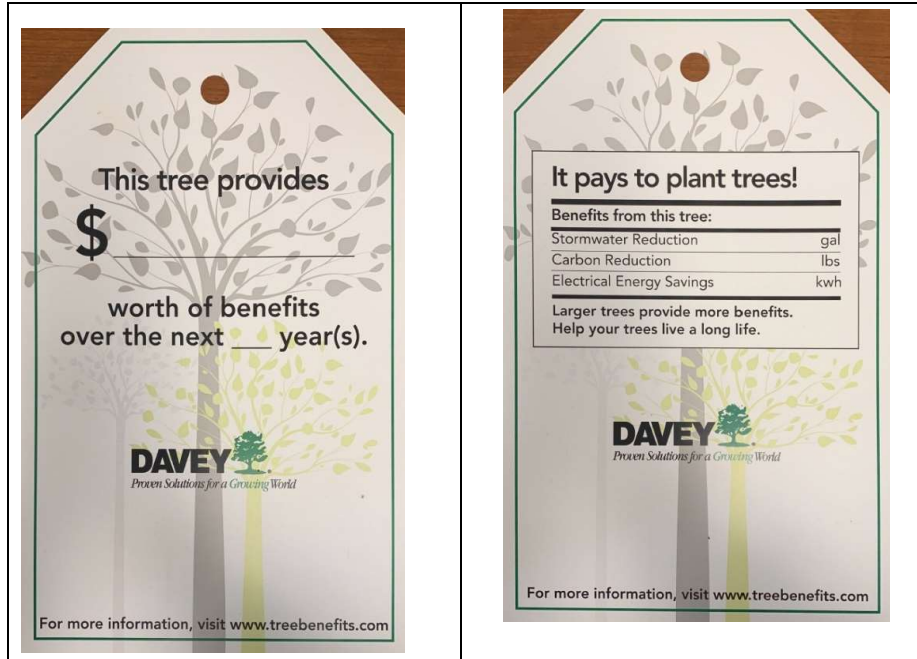 This tree provides
$
worth of benefits
over the next ___ year(s).
DAVEY
Proven Solutions for a Growing World
For more information, visit www.treebenefits.com
It pays to plant trees!
Benefits from this tree:
Stormwater Reduction gal
Carbon Reduction lbs
Electrical Energy Savings kwh
Larger trees provide more benefits.
Help your trees live a long life.
DAVEY
Proven Solutions for a Growing World
For more information, visit www.treebenefits.com